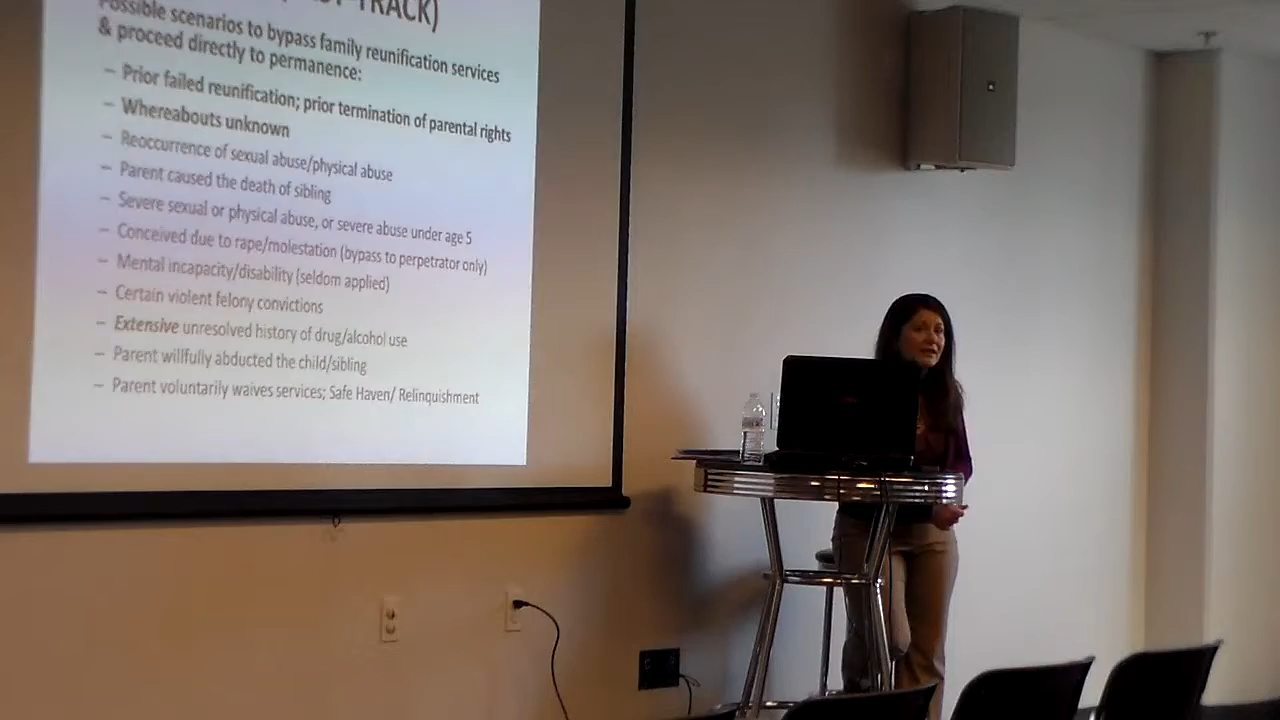 TRACK)
Possible scenarios to bypass family reunification services
& proceed directly to permanence:
– Prior failed reunification; prior termination of parental rights
– Whereabouts unknown
– Reoccurrence of sexual abuse/physical abuse
– Parent caused the death of sibling
– Severe sexual or physical abuse, or severe abuse under age 5
– Conceived due to rape/molestation (bypass to perpetrator only)
– Mental incapacity/disability (seldom applied)
– Certain violent felony convictions
– Extensive unresolved history of drug/alcohol use
– Parent willfully abducted the child/sibling
– Parent voluntarily waives services; Safe Haven/ Relinquishment